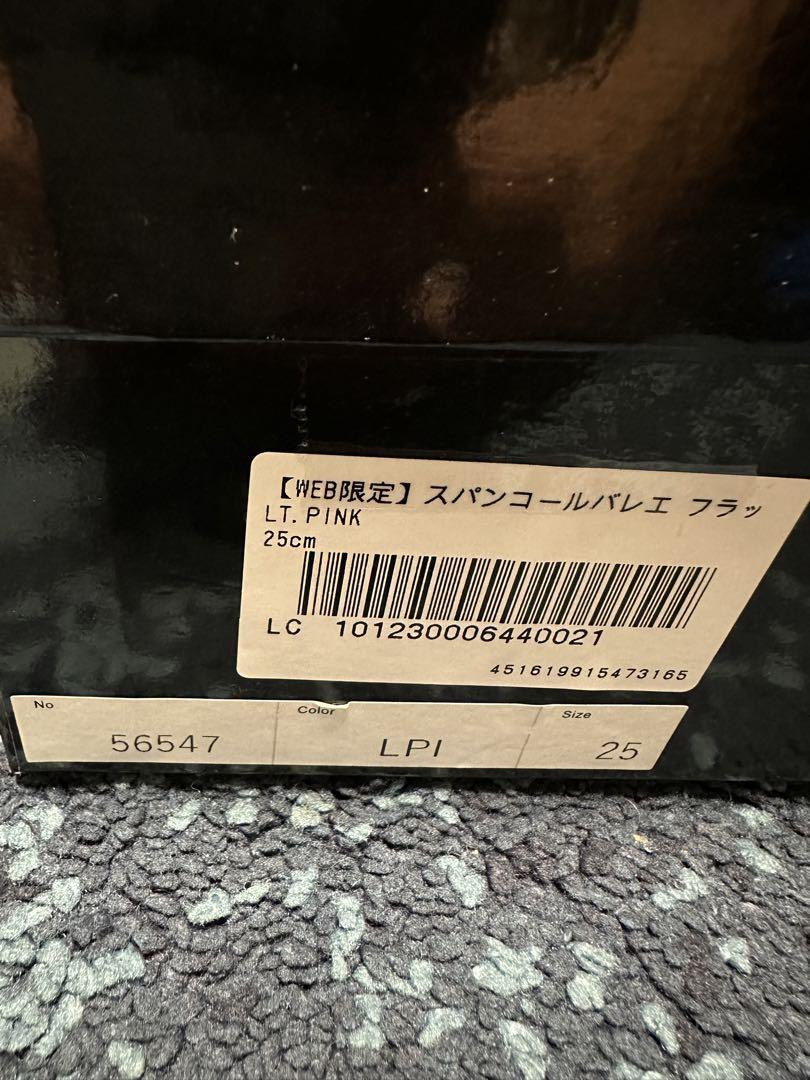 【WEB限定】スパンコールバレエ フラッ
LT.PINK
25cm
LC 101230006440021
451619915473165
No 56547 Color LPI Size 25